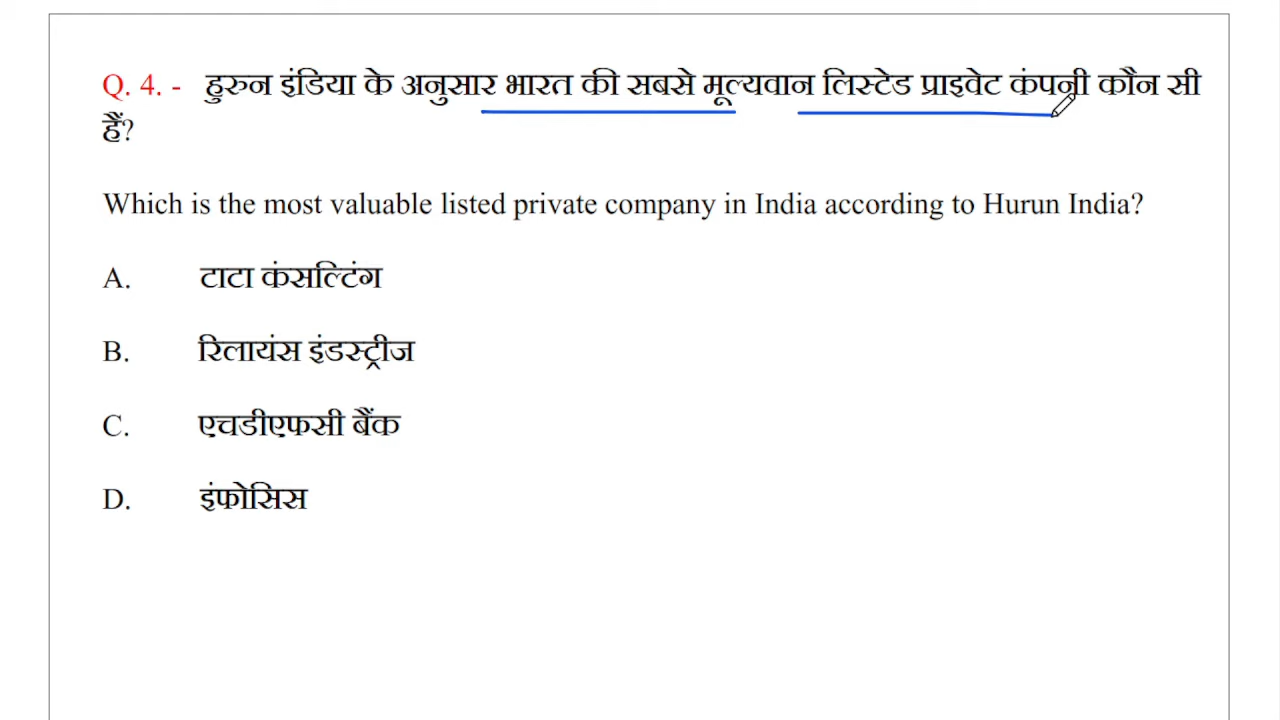 Q. 4. - हुरुन इंडिया के अनुसार भारत की सबसे मूल्यवान लिस्टेड प्राइवेट कंपनी कौन सी
हैं?
Which is the most valuable listed private company in India according to Hurun India?
A. टाटा कंसल्टिंग
B. रिलायंस इंडस्ट्रीज
C. एचडीएफसी बैंक
D. इंफोसिस